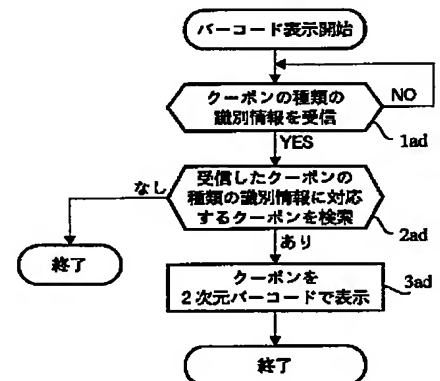 バーコード表示開始
クーポンの種類の
識別情報を受信
NO
1ad
YES
受信したクーポンの
種類の識別情報に対応
するクーポンを検索
なし
2ad
あり
終了
クーポンを
2次元バーコードで表示
3ad
終了